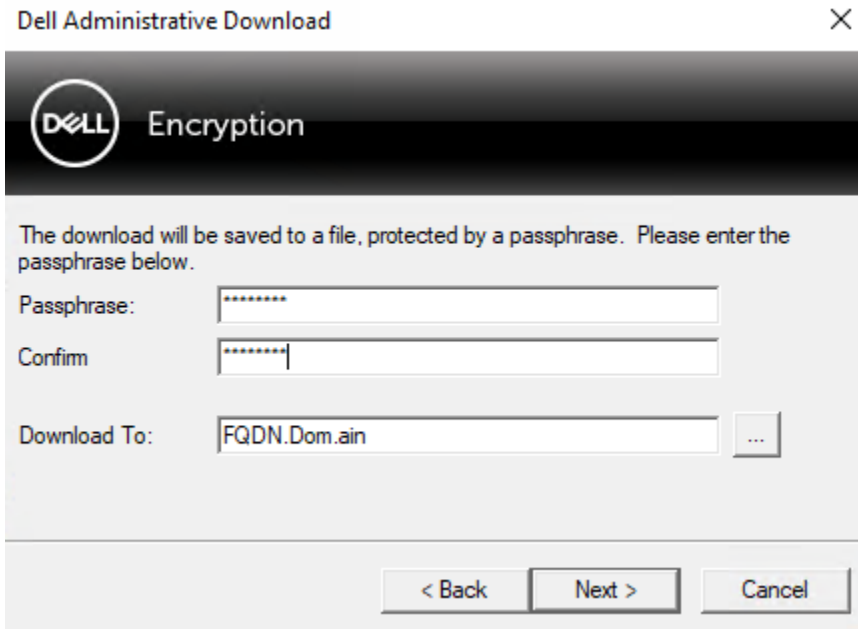 Dell Administrative Download
DELL Encryption
The download will be saved to a file, protected by a passphrase. Please enter the
passphrase below.
Passphrase: ********
Confirm ********
Download To: FQDN.Dom.ain ...
< Back Next > Cancel